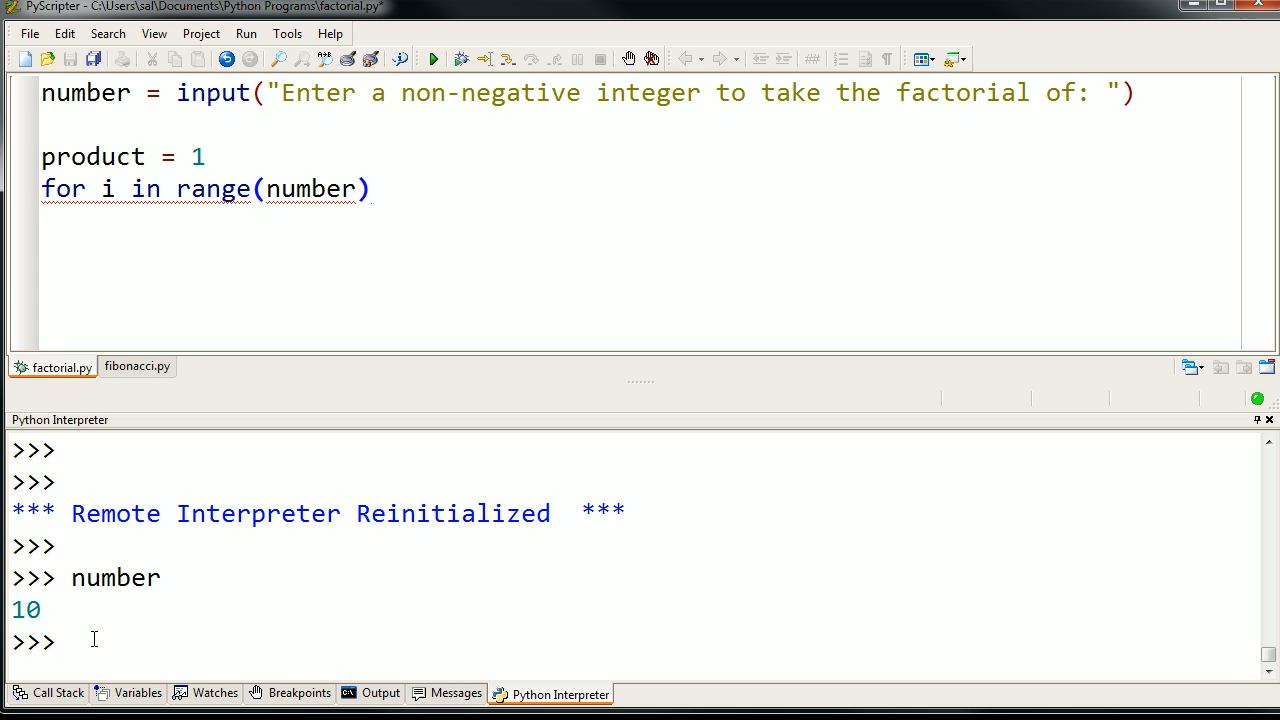 PyScripter - C:\Users\sal\Documents\Python Programs\factorial.py*
File Edit Search View Project Run Tools Help
number = input("Enter a non-negative integer to take the factorial of: ")
product = 1
for i in range(number)
factorial.py fibonacci.py
Python Interpreter
>>>
>>>
*** Remote Interpreter Reinitialized ***
>>>
>>> number
10
>>>
Call Stack Variables Watches Breakpoints Output Messages Python Interpreter